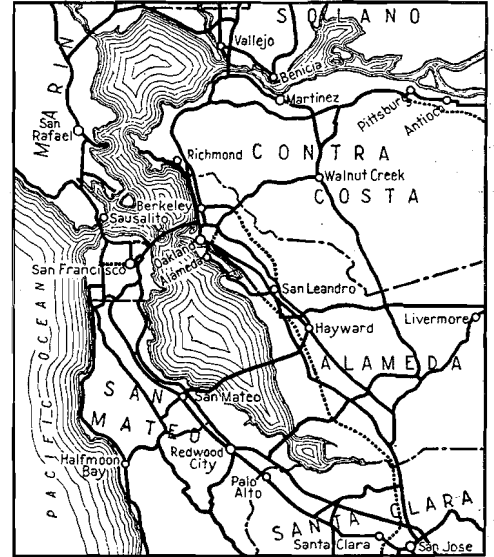 SOLANO
MARIN
Vallejo
Benicia
Martinez
Pittsburg
Antioch
San
Rafael
Richmond
CONTRA
COSTA
Walnut Creek
Berkeley
Sausalito
San Francisco
Oakland
Alameda
San Leandro
Hayward
Livermore
ALAMEDA
PACIFIC OCEAN
SAN
MATEO
San Mateo
Halfmoon
Bay
Redwood
City
Palo
Alto
SANTA CLARA
Santa Clara
San Jose